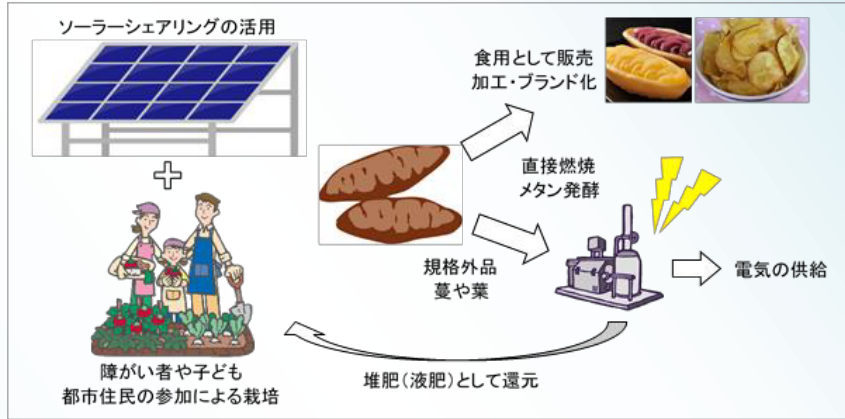 ソーラーシェアリングの活用
食用として販売
加工・ブランド化
直接燃焼
メタン発酵
規格外品
蔓や葉
電気の供給
障がい者や子ども
都市住民の参加による栽培
堆肥（液肥）として還元